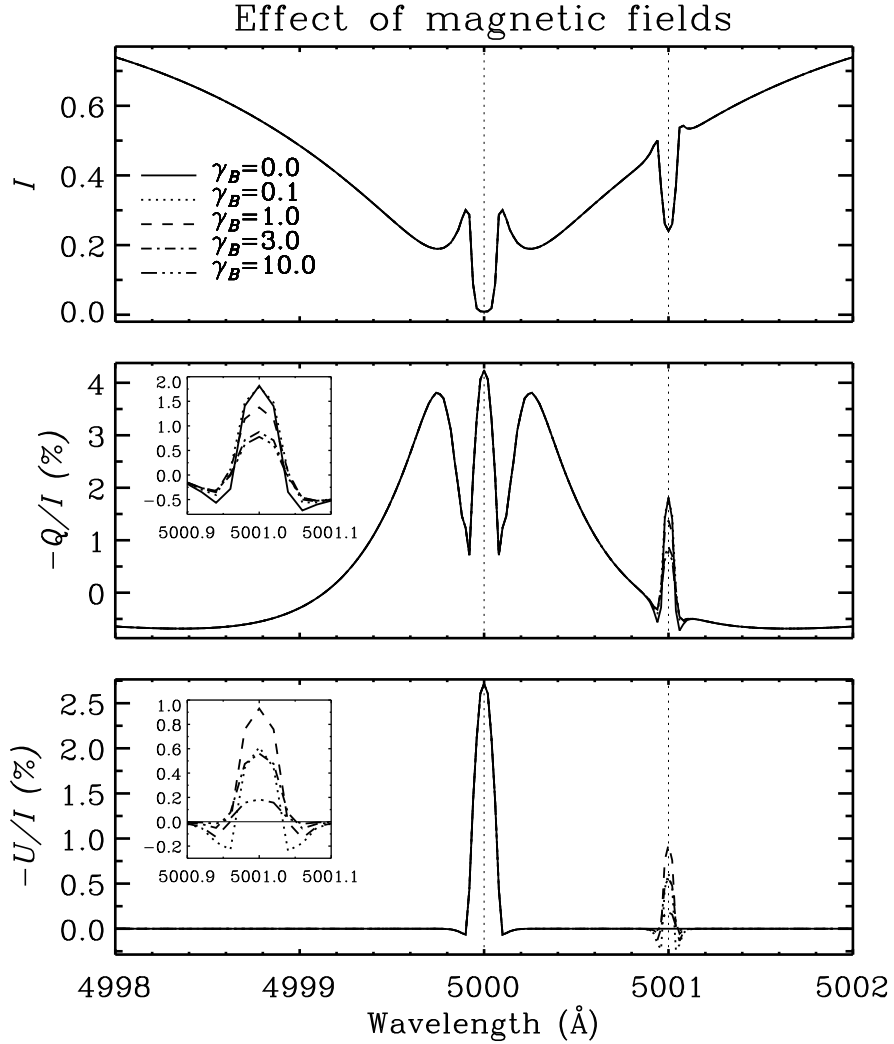 Effect of magnetic fields
I
0.6
0.4
0.2
0.0
γB=0.0
γB=0.1
γB=1.0
γB=3.0
γB=10.0
−Q/I (%)
4
3
2
1
0
2.0
1.5
1.0
0.5
0.0
−0.5
5000.9 5001.0 5001.1
−U/I (%)
2.5
2.0
1.5
1.0
0.5
0.0
1.0
0.8
0.6
0.4
0.2
−0.0
−0.2
5000.9 5001.0 5001.1
4998 4999 5000 5001 5002
Wavelength (Å)